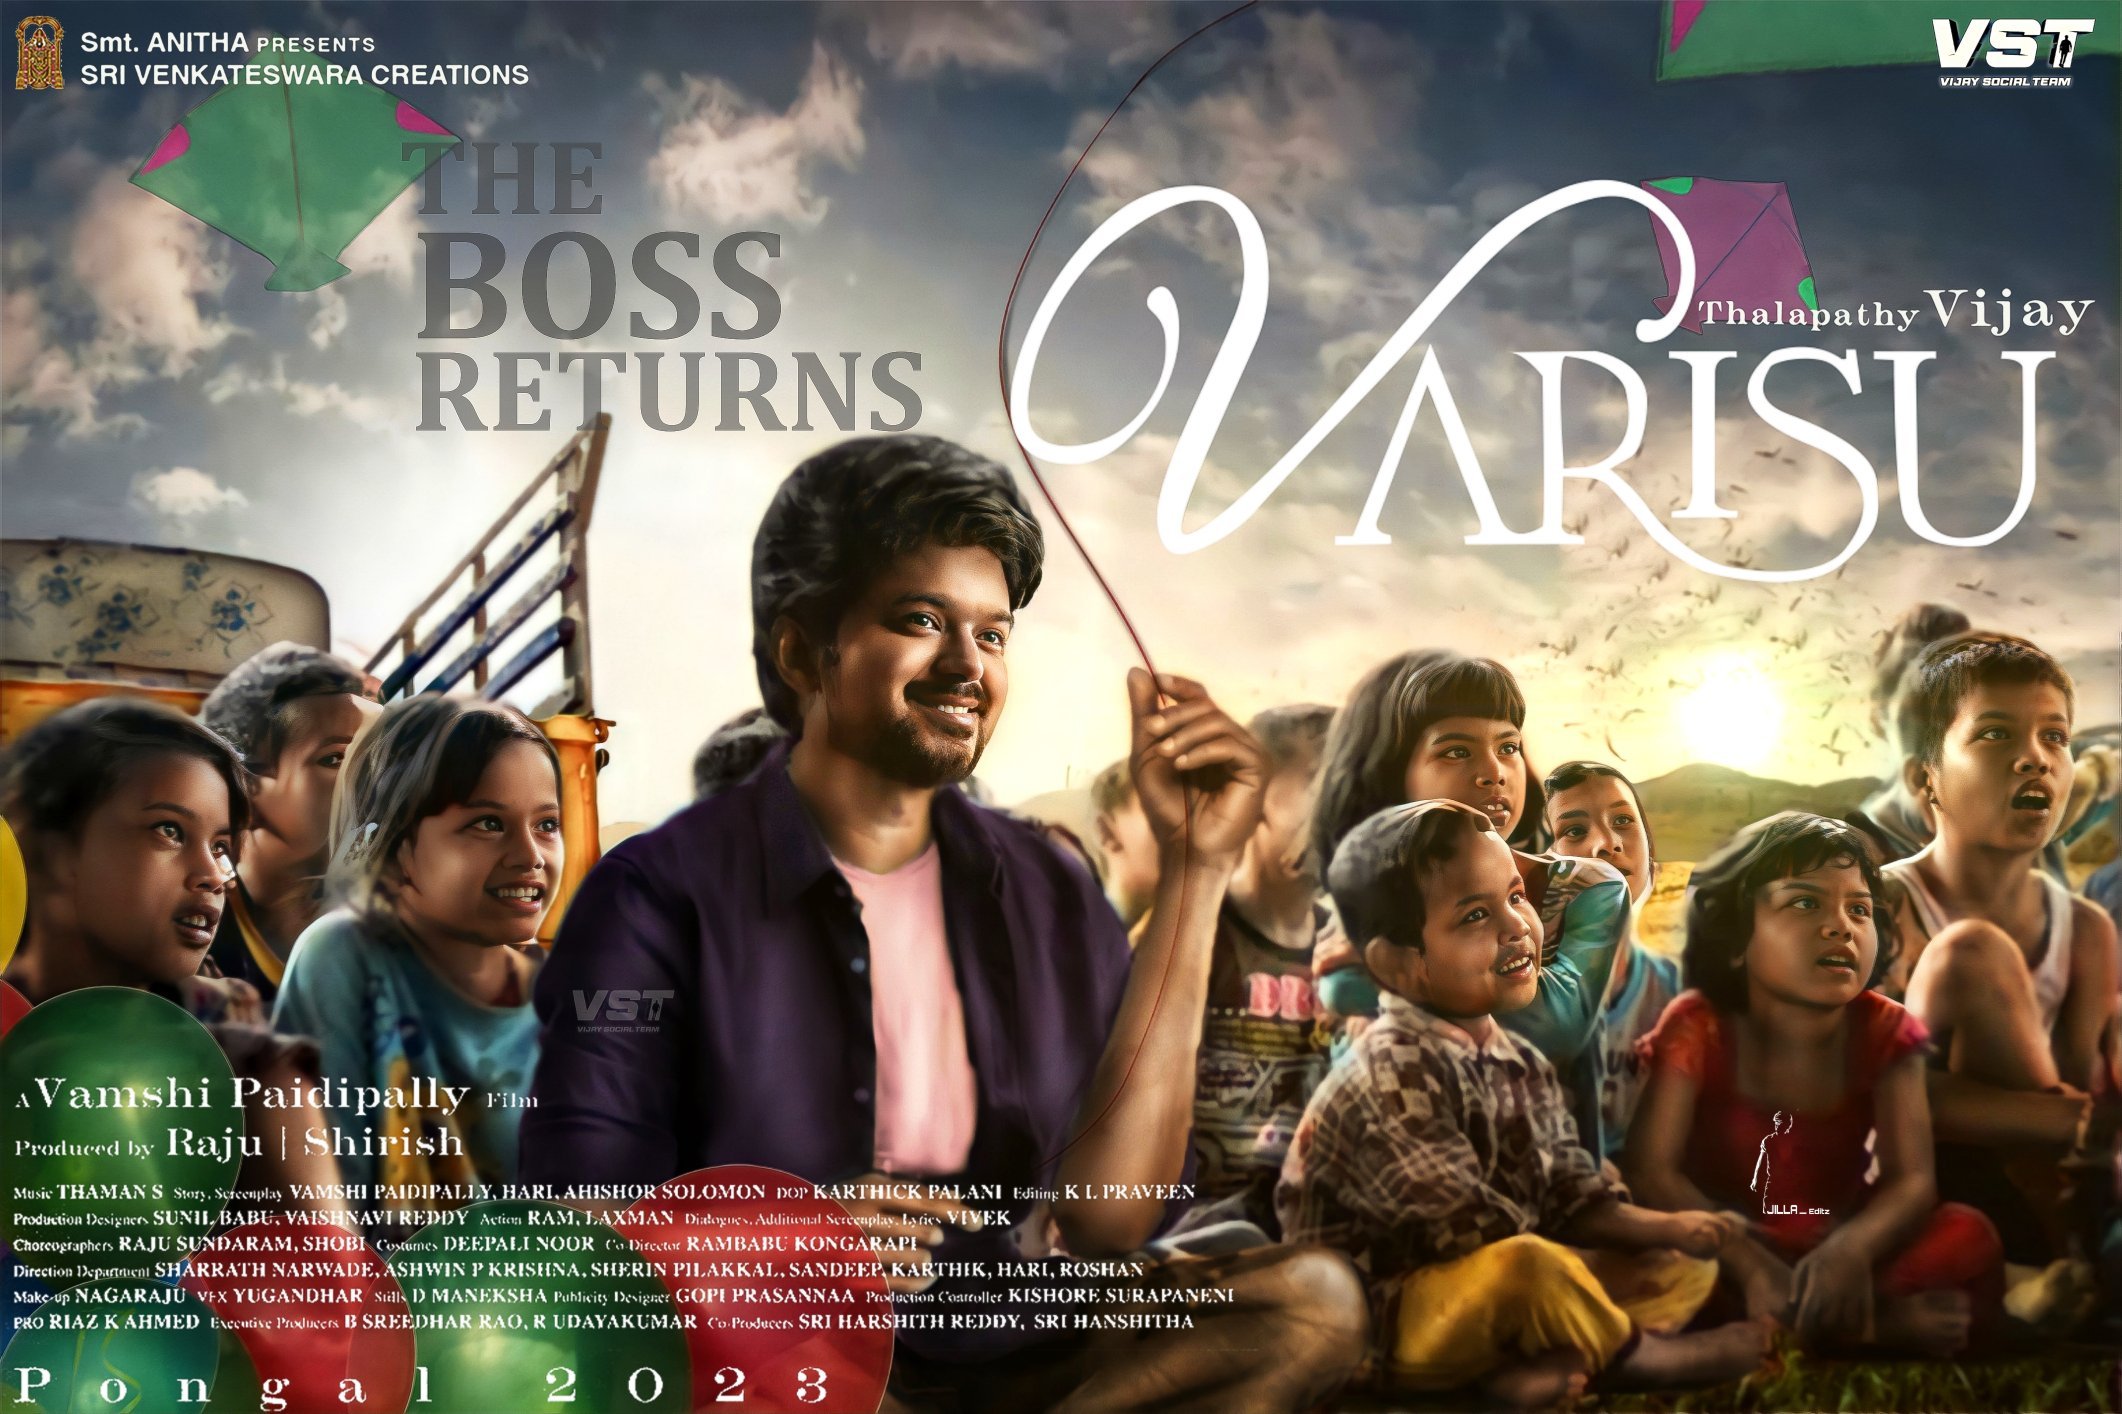 Smt. ANITHA PRESENTS
SRI VENKATESWARA CREATIONS
VST
VIJAY SOCIAL TEAM
THE
BOSS
RETURNS
Thalapathy Vijay
VARISU
BR
VST
VIJAY SOCIAL TEAM
A Vamshi Paidipally Film
Produced by Raju | Shirish
JILLA_Editz
Music THAMAN S Story, Screenplay VAMSHI PAIDIPALLY, HARI, AHISHOR SOLOMON DOP KARTHICK PALANI Editing K L PRAVEEN
Production Designers SUNIL BABU, VAISHNAVI REDDY Action RAM, LAXMAN Dialogues, Additional Screenplay, Lyrics VIVEK
Choreographers RAJU SUNDARAM, SHOBI Costumes DEEPALI NOOR Co-Director RAMBABU KONGARAPI
Direction Department SHARRATH NARWADE, ASHWIN P KRISHNA, SHERIN PILAKKAL, SANDEEP, KARTHIK, HARI, ROSHAN
Make-up NAGARAJU VFX YUGANDHAR Stills D MANEKSHA Publicity Designer GOPI PRASANNAA Production Controller KISHORE SURAPANENI
PRO RIAZ K AHMED Executive Producers B SREEDHAR RAO, R UDAYAKUMAR Co-Producers SRI HARSHITH REDDY, SRI HANSHITHA
Pongal 2023